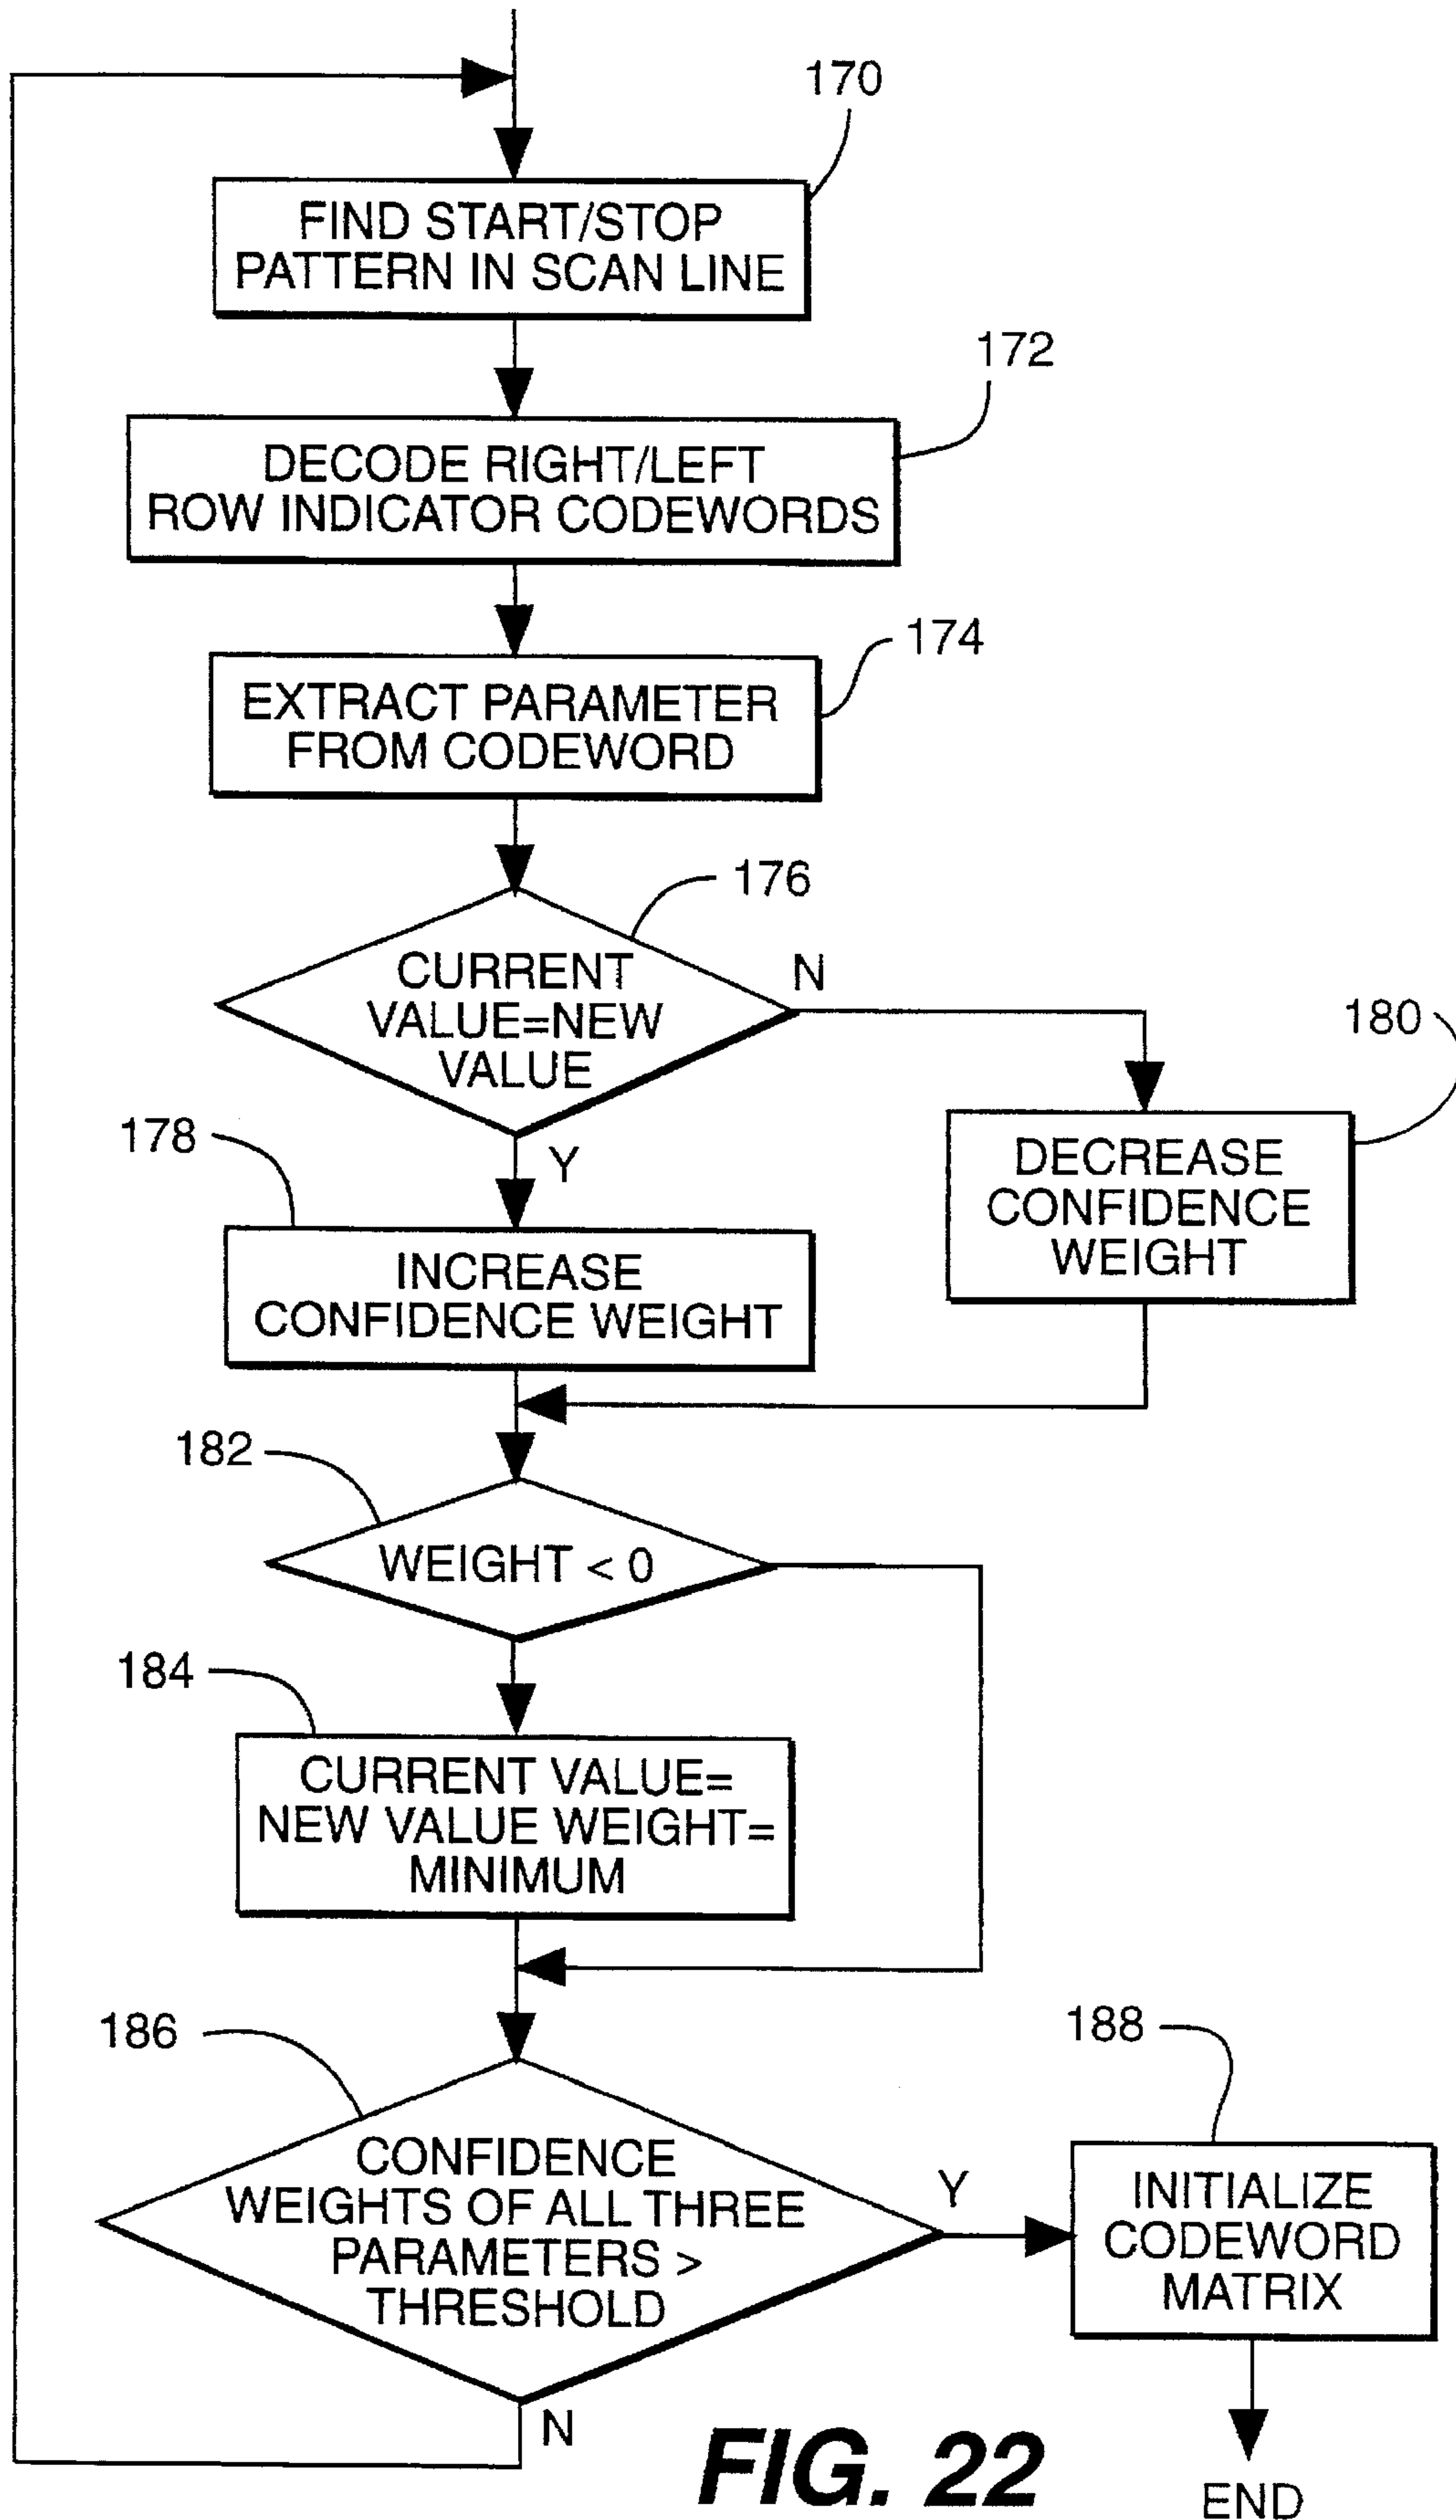 170
FIND START/STOP
PATTERN IN SCAN LINE
172
DECODE RIGHT/LEFT
ROW INDICATOR CODEWORDS
174
EXTRACT PARAMETER
FROM CODEWORD
176
CURRENT
VALUE=NEW
VALUE
N
180
178
Y
DECREASE
CONFIDENCE
WEIGHT
INCREASE
CONFIDENCE WEIGHT
182
WEIGHT < 0
184
CURRENT VALUE=
NEW VALUE WEIGHT=
MINIMUM
186
188
CONFIDENCE
WEIGHTS OF ALL THREE
PARAMETERS >
THRESHOLD
Y
INITIALIZE
CODEWORD
MATRIX
N
FIG. 22
END